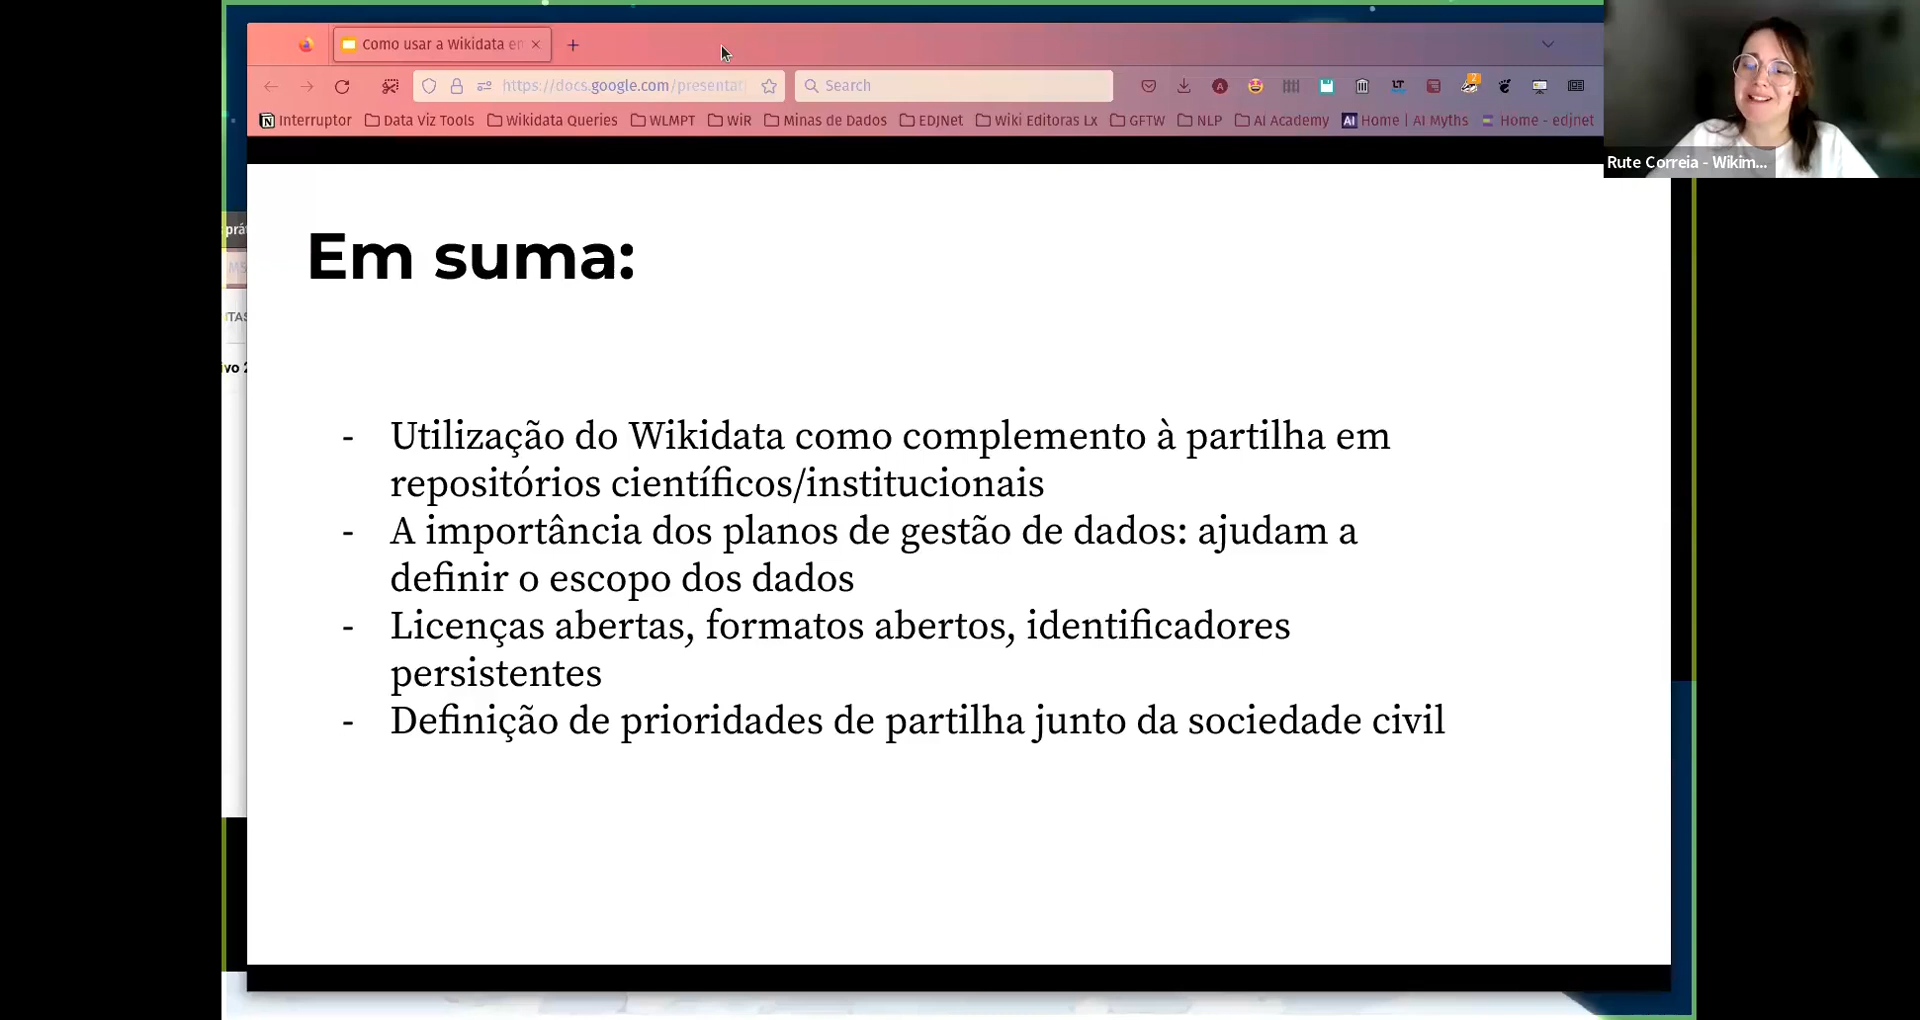 Como usar a Wikidata en
https://docs.google.com/presentat
Search
Interruptor Data Viz Tools Wikidata Queries WLMPT WiR Minas de Dados EDJNet Wiki Editoras Lx GFTW NLP AI Academy AI Home | AI Myths Home - edjnet
Rute Correia - Wikim...
Em suma:
- Utilização do Wikidata como complemento à partilha em
repositórios científicos/institucionais
- A importância dos planos de gestão de dados: ajudam a
definir o escopo dos dados
- Licenças abertas, formatos abertos, identificadores
persistentes
- Definição de prioridades de partilha junto da sociedade civil